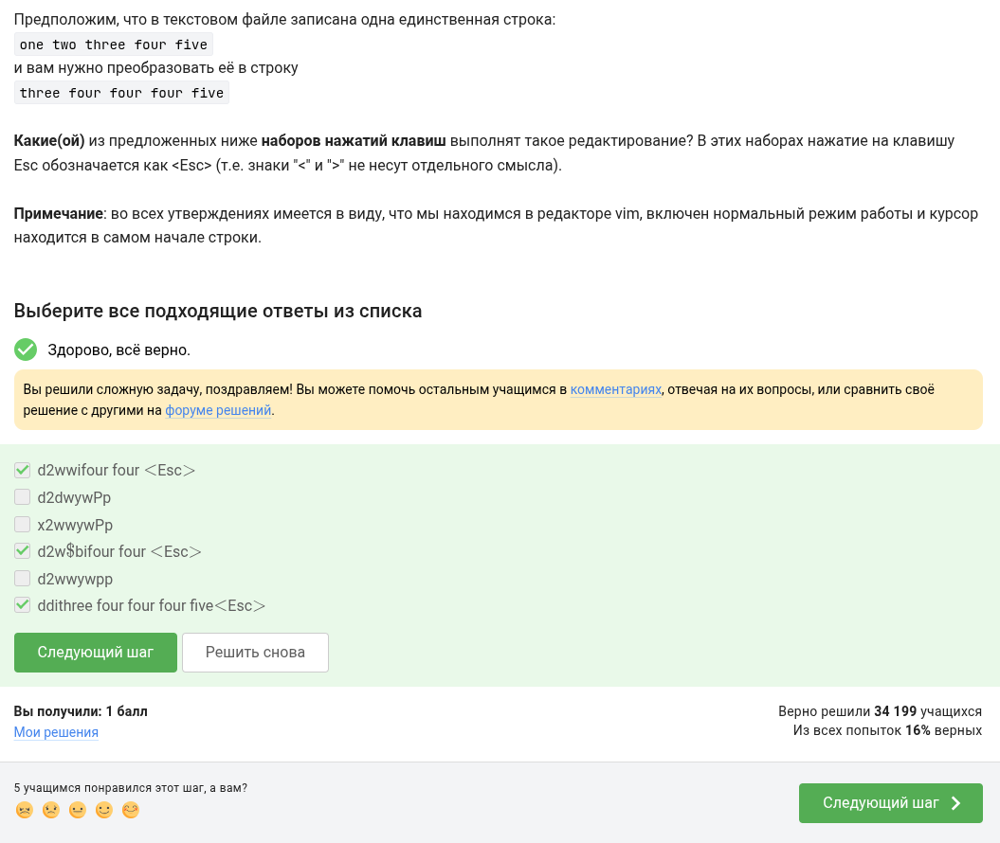 Предположим, что в текстовом файле записана одна единственная строка:
one two three four five
и вам нужно преобразовать её в строку
three four four four five
Какие(ой) из предложенных ниже наборов нажатий клавиш выполнят такое редактирование? В этих наборах нажатие на клавишу
Esc обозначается как <Esc> (т.е. знаки "<" и ">" не несут отдельного смысла).
Примечание: во всех утверждениях имеется в виду, что мы находимся в редакторе vim, включен нормальный режим работы и курсор
находится в самом начале строки.
Выберите все подходящие ответы из списка
Здорово, всё верно.
Вы решили сложную задачу, поздравляем! Вы можете помочь остальным учащимся в комментариях, отвечая на их вопросы, или сравнить своё
решение с другими на форуме решений.
d2wwifour four <Esc>
d2dwywPp
x2wwywPp
d2w$bifour four <Esc>
d2wwywpp
ddithree four four four five<Esc>
Следующий шаг
Решить снова
Вы получили: 1 балл
Мои решения
Верно решили 34 199 учащихся
Из всех попыток 16% верных
5 учащимся понравился этот шаг, а вам?
Следующий шаг